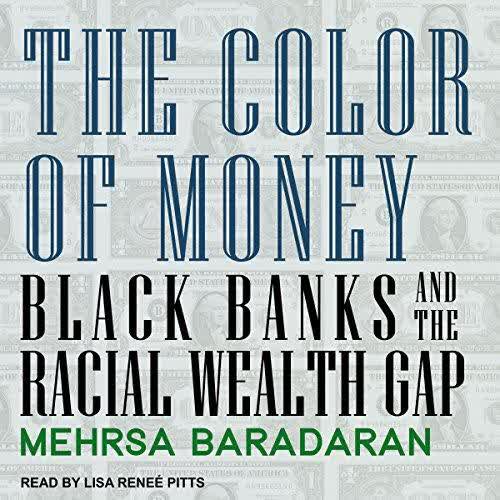 THE COLOR
OF MONEY
BLACK BANKS AND THE
RACIAL WEALTH GAP
MEHRSA BARADARAN
READ BY LISA RENEÉ PITTS